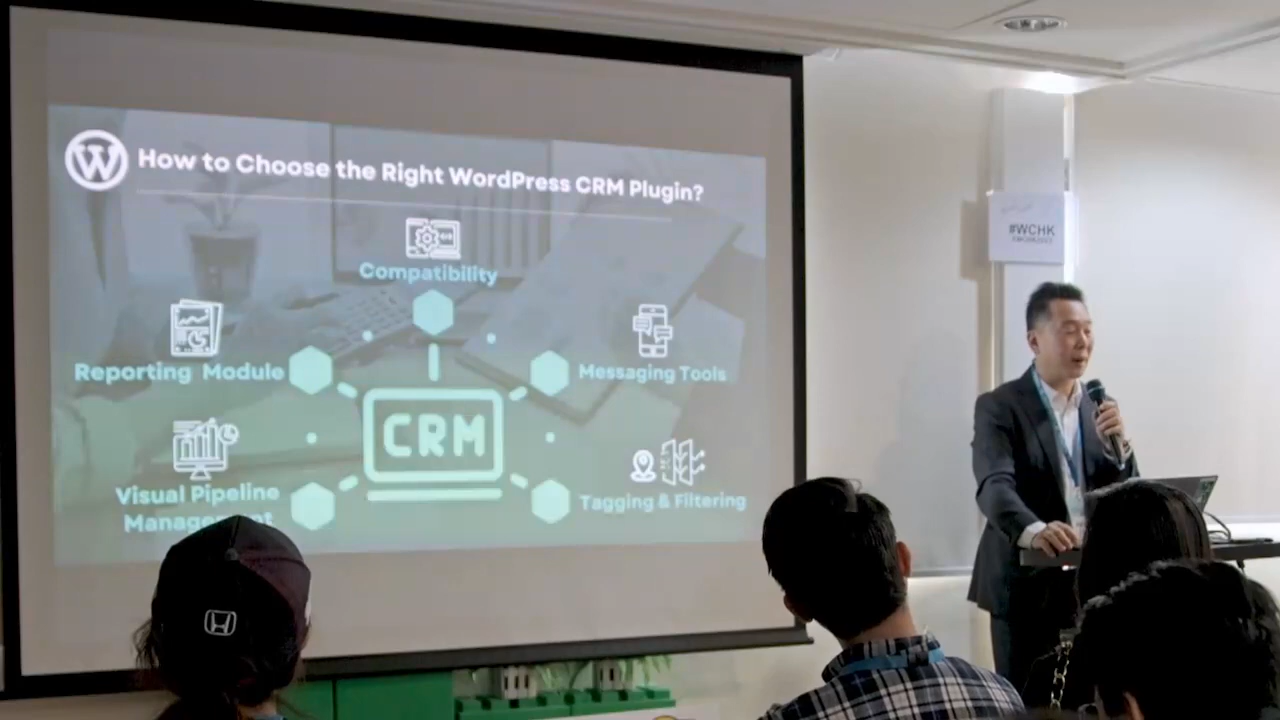 How to Choose the Right WordPress CRM Plugin?
Compatibility
Reporting Module
Messaging Tools
CRM
Visual Pipeline
Management
Tagging & Filtering
#WCHK